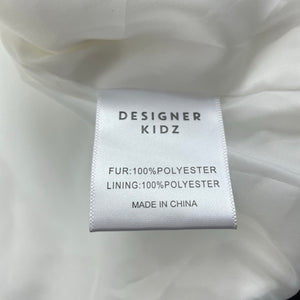 DESIGNER
KIDZ
FUR:100%POLYESTER
LINING:100%POLYESTER
MADE IN CHINA